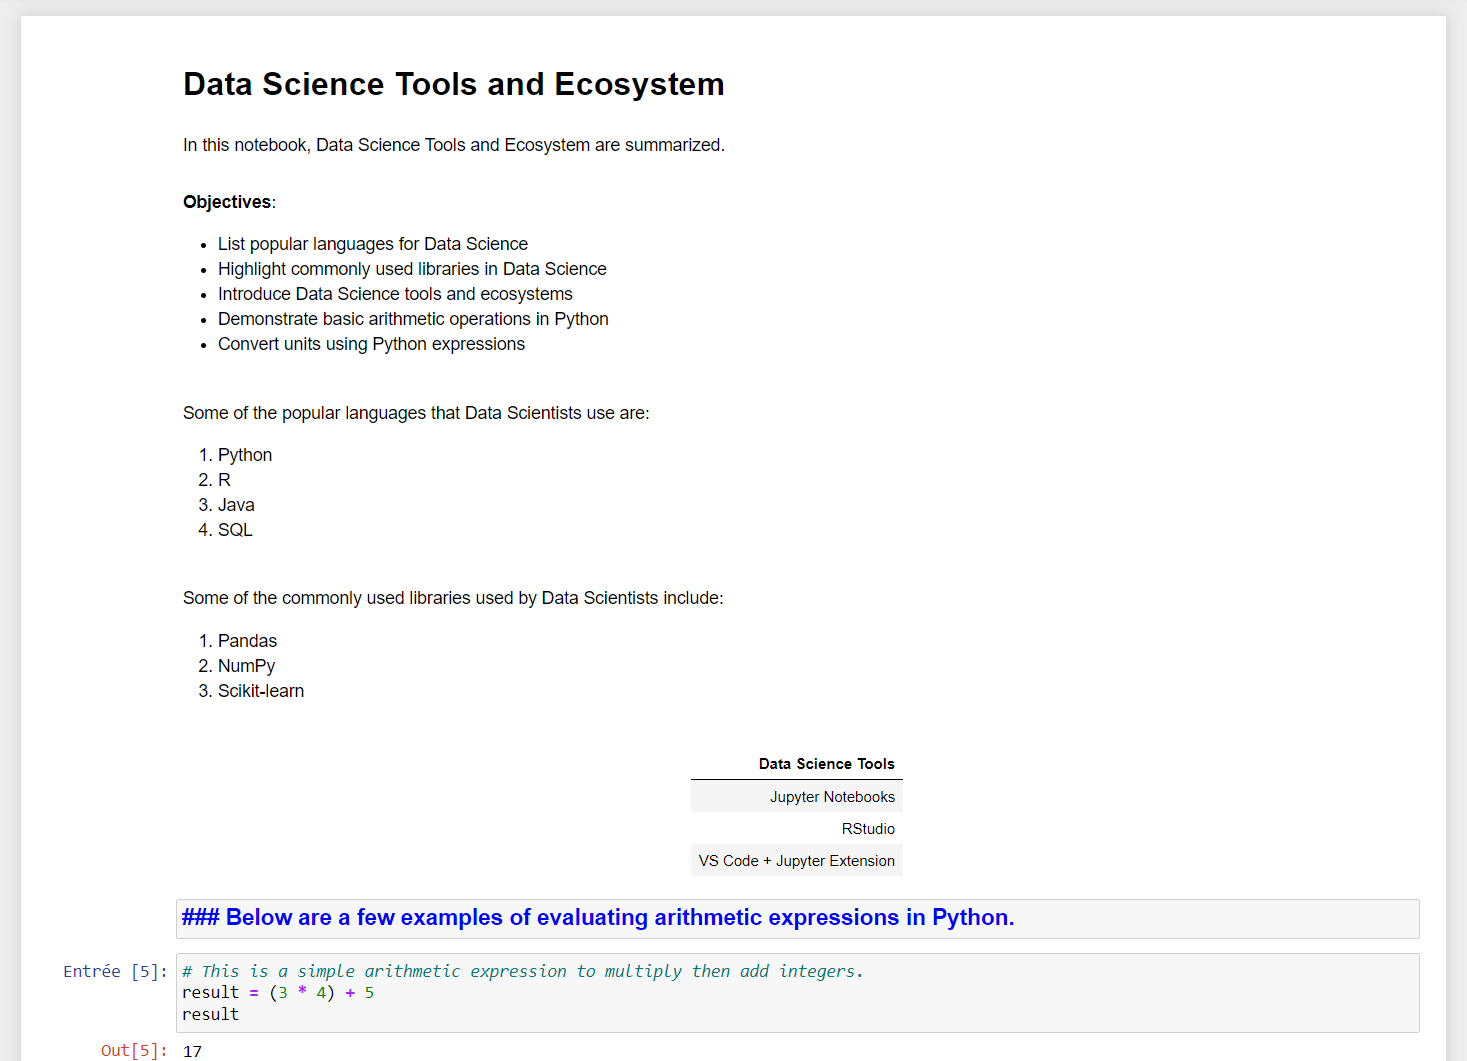 Data Science Tools and Ecosystem
In this notebook, Data Science Tools and Ecosystem are summarized.
Objectives:
• List popular languages for Data Science
• Highlight commonly used libraries in Data Science
• Introduce Data Science tools and ecosystems
• Demonstrate basic arithmetic operations in Python
• Convert units using Python expressions
Some of the popular languages that Data Scientists use are:
1. Python
2. R
3. Java
4. SQL
Some of the commonly used libraries used by Data Scientists include:
1. Pandas
2. NumPy
3. Scikit-learn
Data Science Tools
Jupyter Notebooks
RStudio
VS Code + Jupyter Extension
### Below are a few examples of evaluating arithmetic expressions in Python.
Entrée [5]: # This is a simple arithmetic expression to multiply then add integers.
result = (3 * 4) + 5
result
Out[5]: 17